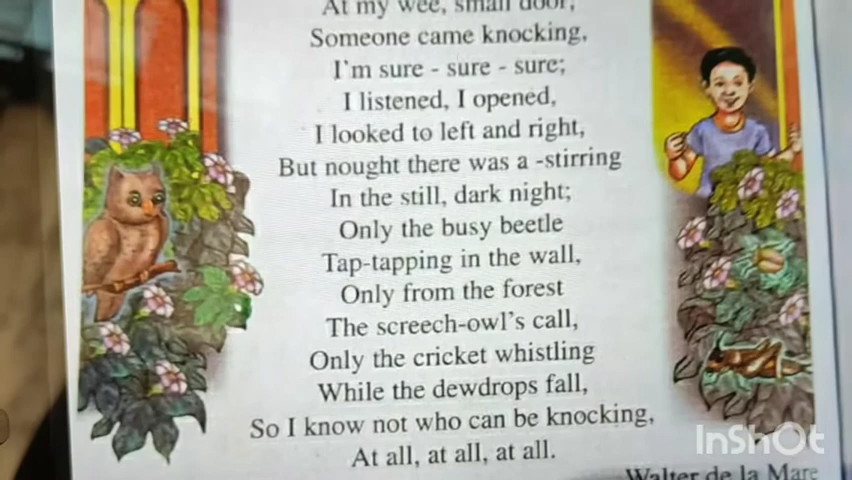 At my wee, small door;
Someone came knocking,
I'm sure - sure - sure;
I listened, I opened,
I looked to left and right,
But nought there was a -stirring
In the still, dark night;
Only the busy beetle
Tap-tapping in the wall,
Only from the forest
The screech-owl's call,
Only the cricket whistling
While the dewdrops fall,
So I know not who can be knocking,
At all, at all, at all.
Walter de la Mare
InShOt